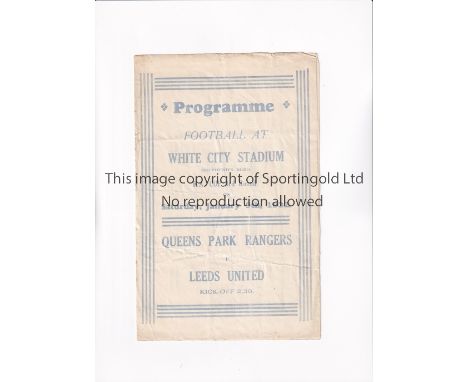 Programme
FOOTBALL AT
WHITE CITY STADIUM
This image copyright of Sportingold Ltd
No reproduction allowed
QUEENS PARK RANGERS
LEEDS UNITED
KICK-OFF 2.30.